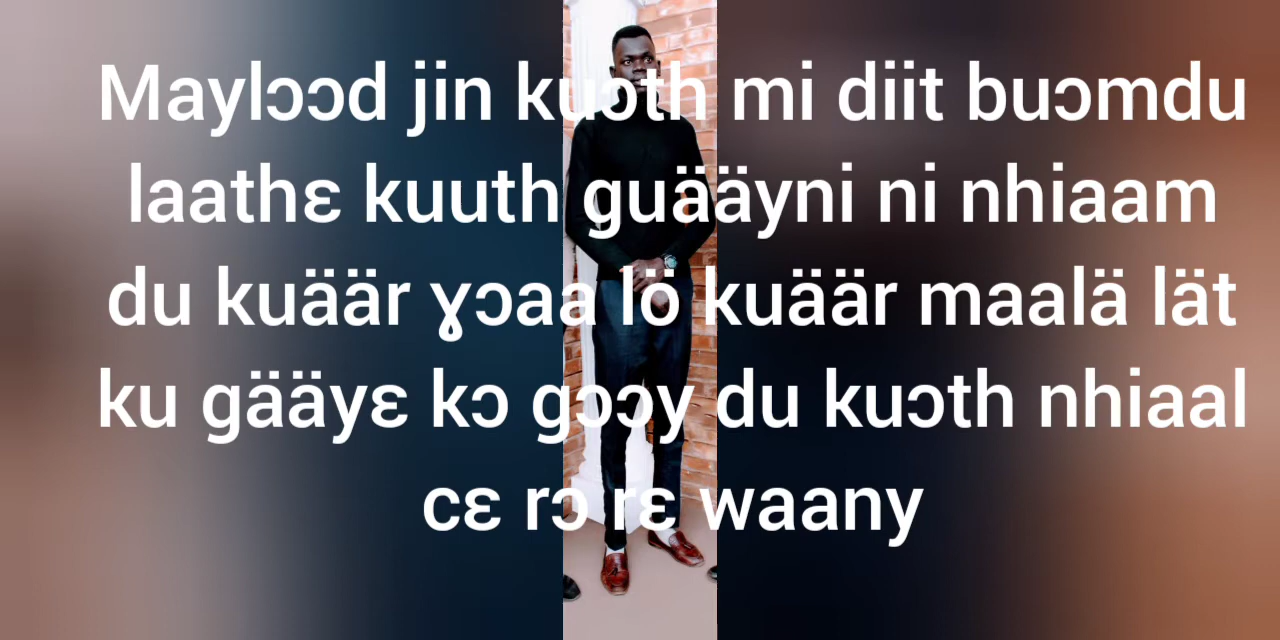 Maylɔɔd jin kuɔth mi diit buɔmdu
laathɛ kuuth guääyni ni nhiaam
du kuäär ɣɔaa lö kuäär maalä lät
ku gääyɛ kɔ gɔɔy du kuɔth nhiaal
cɛ rɔ rɛ waany